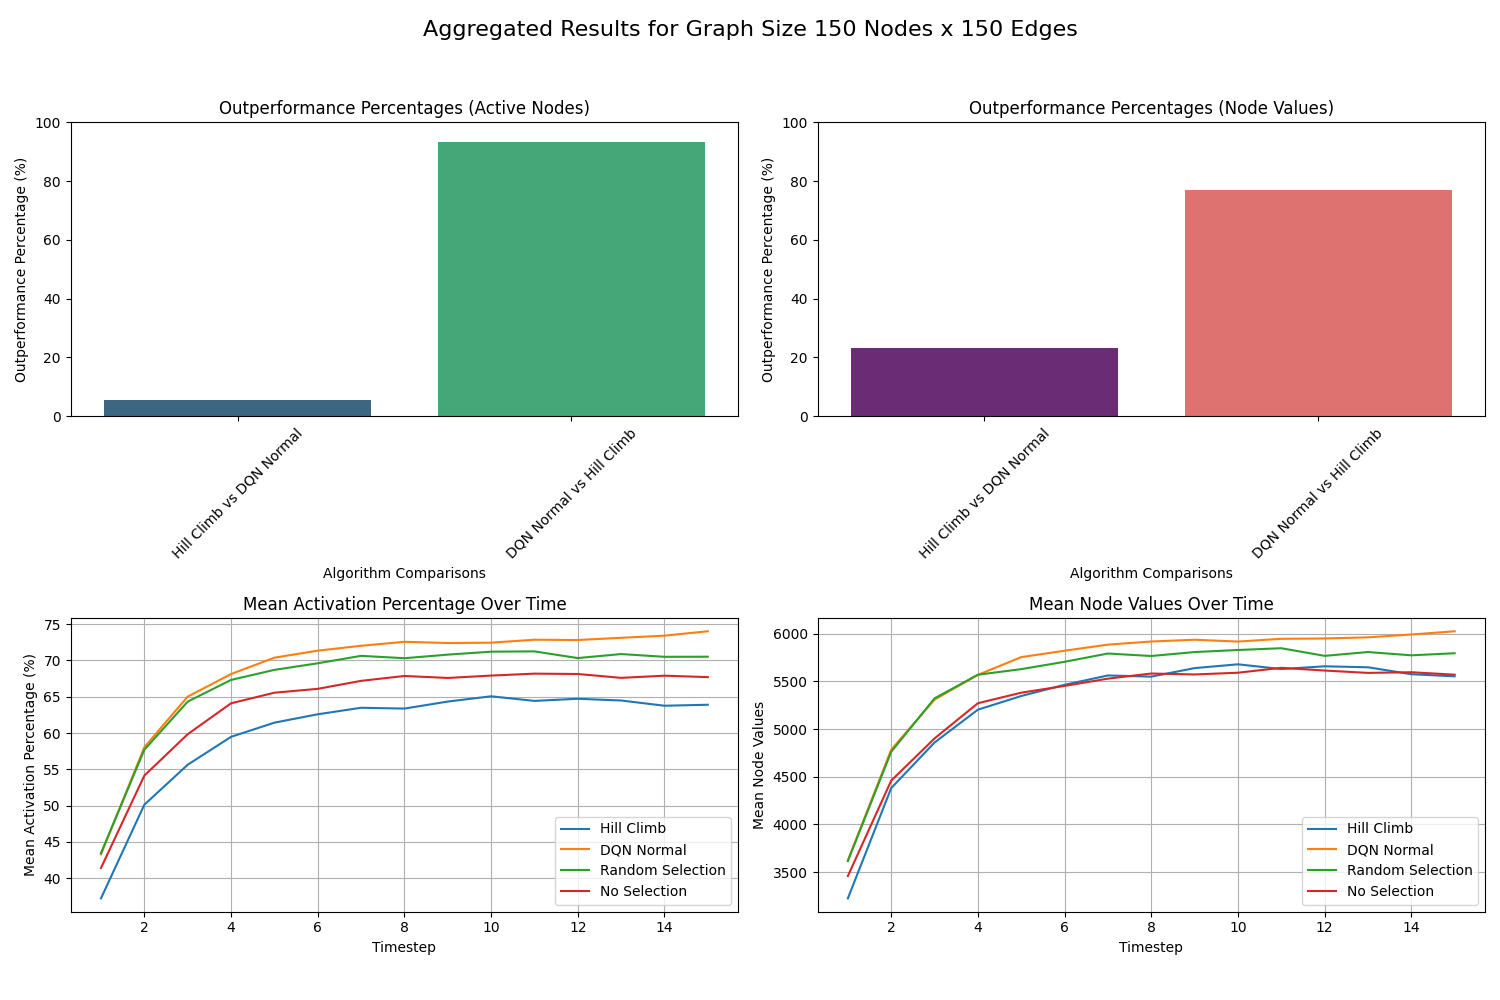 Aggregated Results for Graph Size 150 Nodes x 150 Edges
Outperformance Percentages (Active Nodes)
Outperformance Percentage (%)
100
80
60
40
20
0
Hill Climb vs DQN Normal
DQN Normal vs Hill Climb
Algorithm Comparisons
Outperformance Percentages (Node Values)
Outperformance Percentage (%)
100
80
60
40
20
0
Hill Climb vs DQN Normal
DQN Normal vs Hill Climb
Algorithm Comparisons
Mean Activation Percentage Over Time
Mean Activation Percentage (%)
75
70
65
60
55
50
45
40
Hill Climb
DQN Normal
Random Selection
No Selection
2 4 6 8 10 12 14
Timestep
Mean Node Values Over Time
Mean Node Values
6000
5500
5000
4500
4000
3500
Hill Climb
DQN Normal
Random Selection
No Selection
2 4 6 8 10 12 14
Timestep